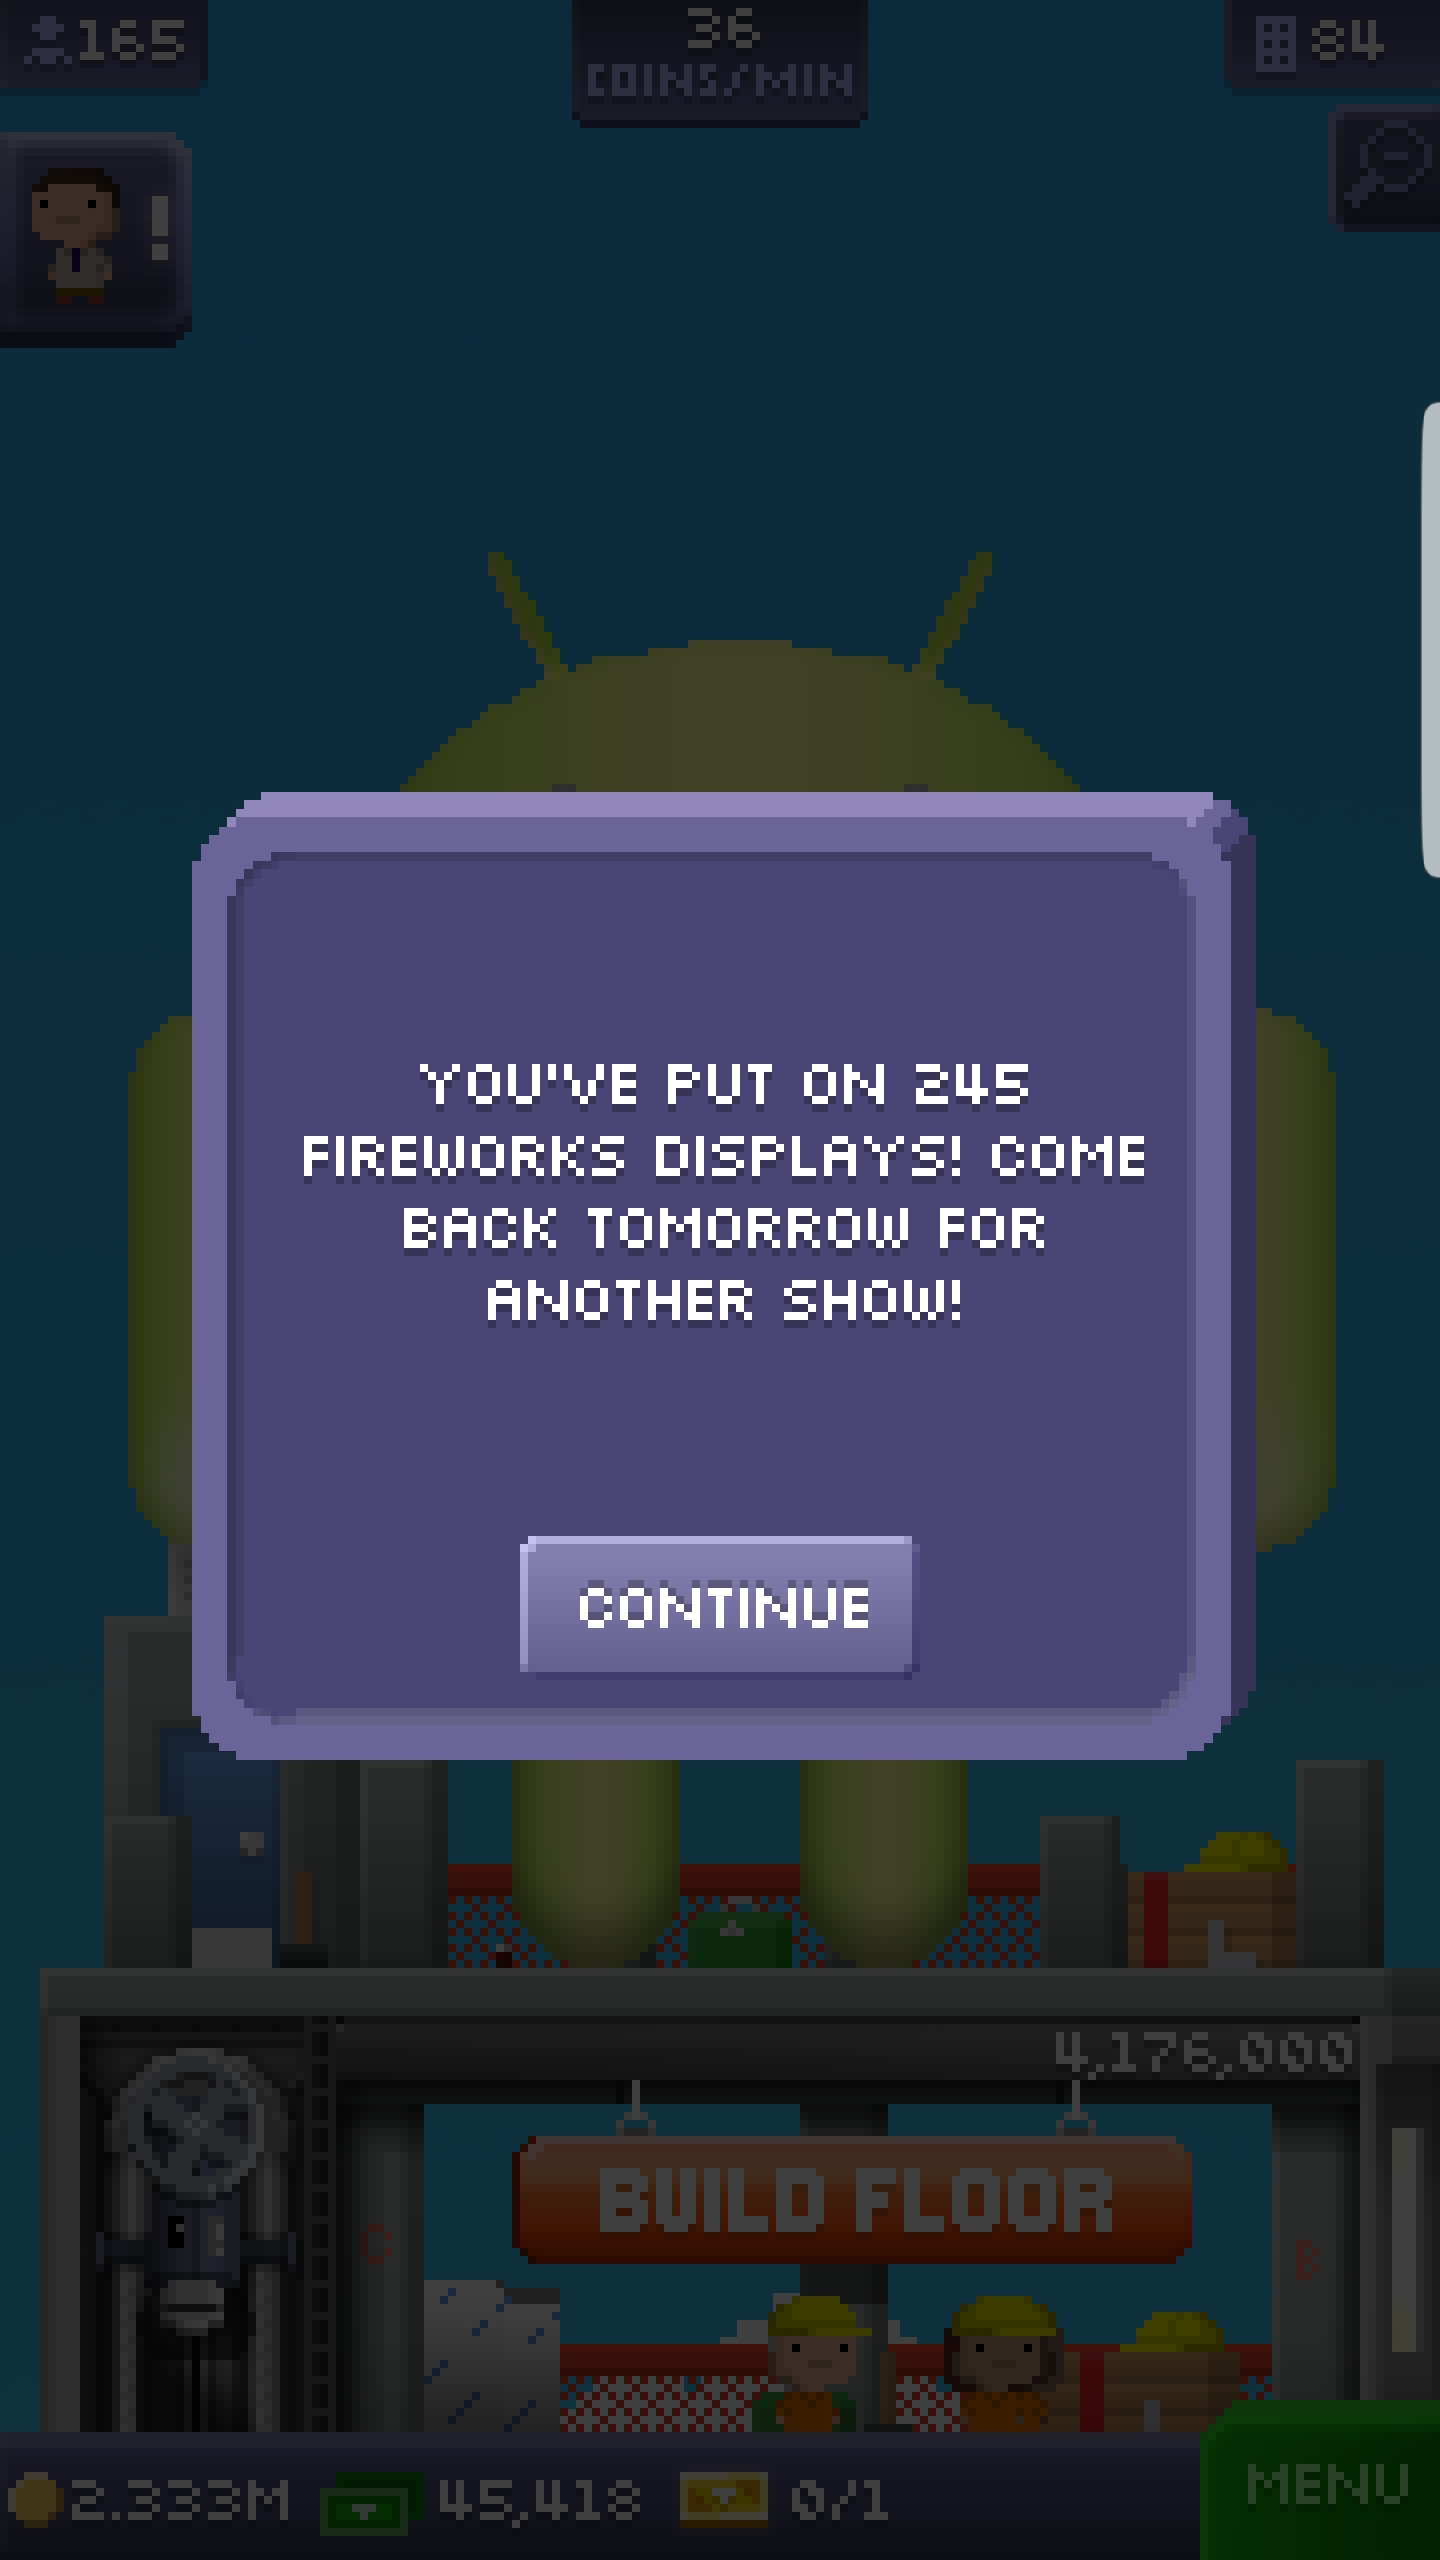 165
36
COINS/MIN
84
!
YOU'VE PUT ON 245
FIREWORKS DISPLAYS! COME
BACK TOMORROW FOR
ANOTHER SHOW!
CONTINUE
4,176,000
BUILD FLOOR
C
B
2.333M
45,418
0/1
MENU